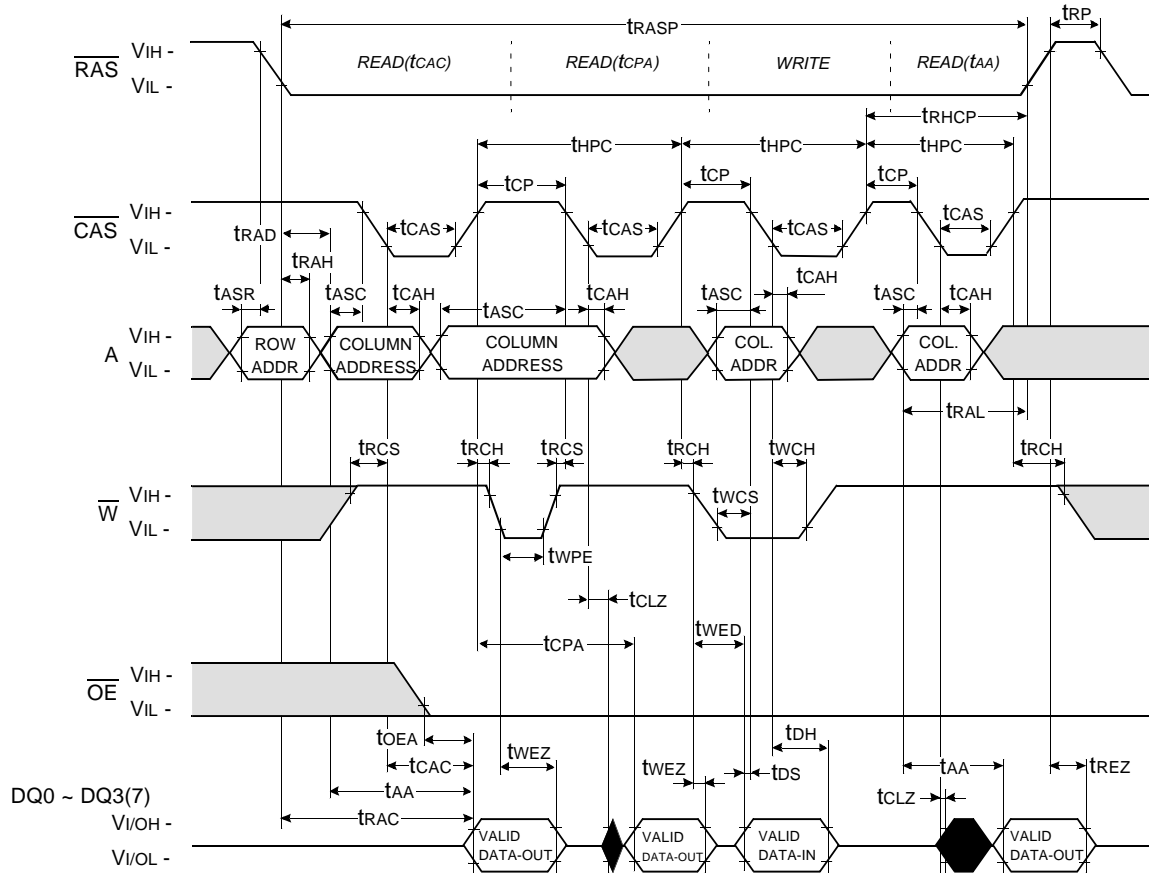 tRASP
tRP
VIH -
RAS
VIL -
READ(tCAC)
READ(tCPA)
WRITE
READ(tAA)
tRHCP
tHPC
tHPC
tHPC
tCP
tCP
tCP
VIH -
CAS
VIL -
tCAS
tCAS
tCAS
tCAS
tRAD
tRAH
tCAH
tASR
tASC
tCAH
tASC
tCAH
tASC
tASC
tCAH
VIH -
A
VIL -
ROW
ADDR
COLUMN
ADDRESS
COLUMN
ADDRESS
COL.
ADDR
COL.
ADDR
tRAL
tRCS
tRCH
tRCS
tRCH
tWCH
tRCH
VIH -
W
VIL -
tWCS
tWPE
tCLZ
tWED
tCPA
VIH -
OE
VIL -
tOEA
tDH
tCAC
tWEZ
tWEZ
tDS
tAA
tREZ
tAA
tCLZ
DQ0 ~ DQ3(7)
tRAC
VI/OH -
VI/OL -
VALID
DATA-OUT
VALID
DATA-OUT
VALID
DATA-IN
VALID
DATA-OUT